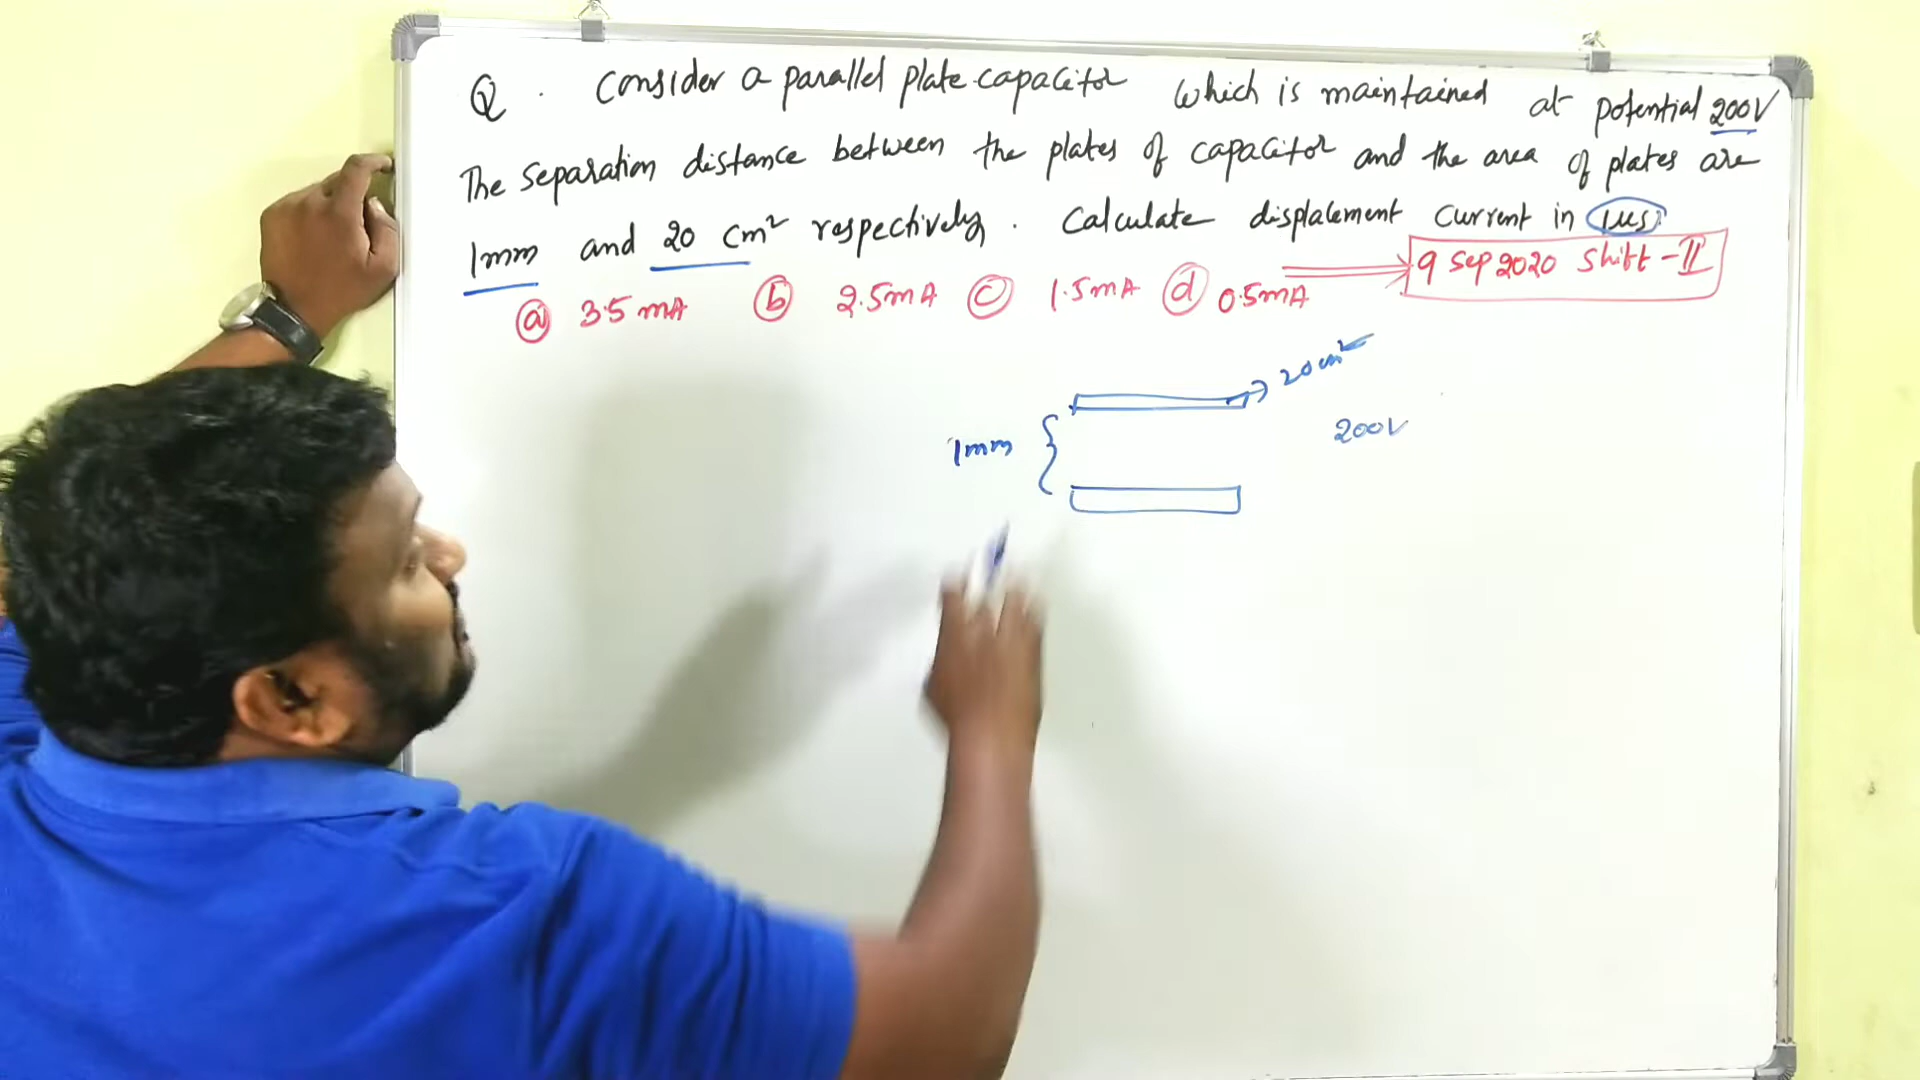 Q. Consider a parallel plate capacitor which is maintained at potential 200V
The separation distance between the plates of capacitor and the area of plates are
1mm and 20 cm² respectively. Calculate displacement current in 1μs.
9 Sep 2020 Shift-II
ⓐ 3.5 mA ⓑ 2.5mA ⓒ 1.5mA ⓓ 0.5mA
20cm²
1mm
200V